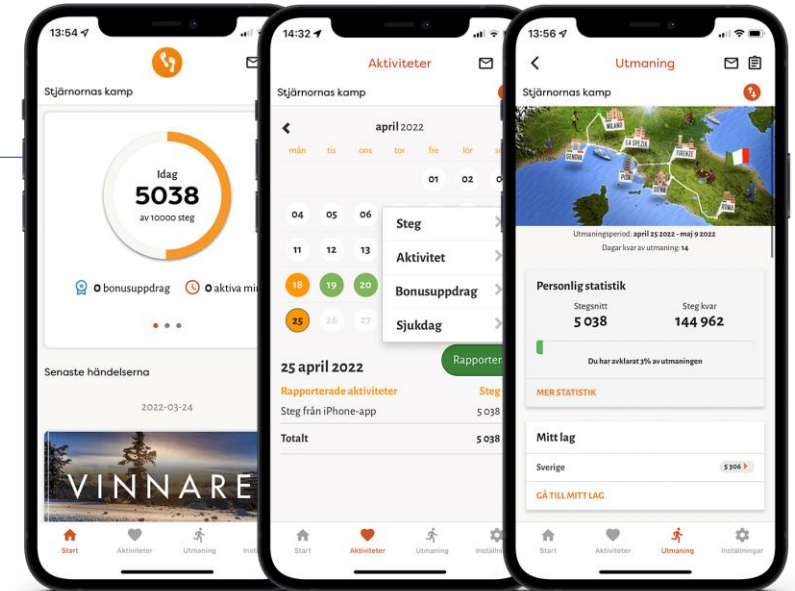 13:54
Stjärnornas kamp
Idag
5038
av 10000 steg
0 bonusuppdrag
0 aktiva min
Senaste händelserna
2022-03-24
VINNARE
Start
Aktiviteter
Utmaning
14:32
Aktiviteter
Stjärnornas kamp
april 2022
mån tis ons tor fre lör
01 02
04 05 06
11 12 13
18 19 20
25 26 27
Steg
Aktivitet
Bonusuppdrag
Sjukdag
25 april 2022
Rapporter
Rapporterade aktiviteter Steg
Steg från iPhone-app 5 038
Totalt 5 038
Start
Aktiviteter
Utmaning
13:56
Utmaning
Stjärnornas kamp
MILANO
LA SPEZIA
GENOVA
FIRENZE
PISA
SIENA
ROMA
Utmaningsperiod: april 25 2022 - maj 9 2022
Dagar kvar av utmaning: 14
Personlig statistik
Stegsnitt Steg kvar
5 038 144 962
Du har avklarat 3% av utmaningen
MER STATISTIK
Mitt lag
Sverige 5 306
GÅ TILL MITT LAG
Start
Aktiviteter
Utmaning
Inställningar